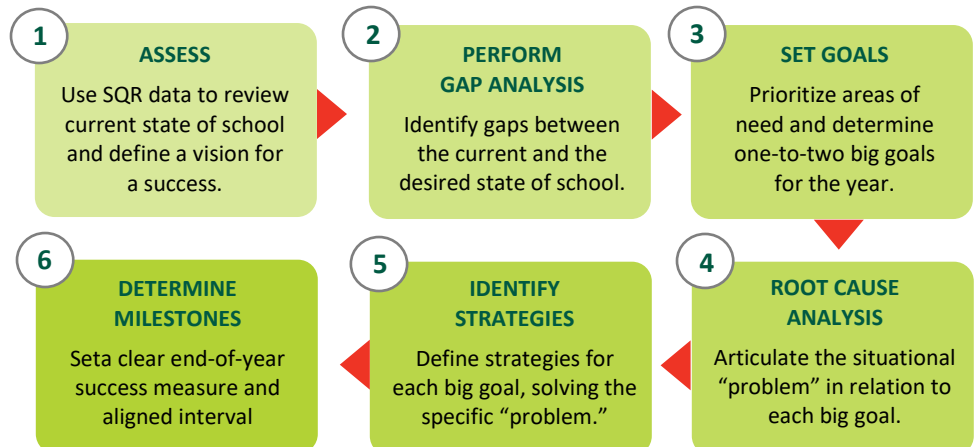 1
ASSESS
Use SQR data to review
current state of school
and define a vision for
a success.
2
PERFORM
GAP ANALYSIS
Identify gaps between
the current and the
desired state of school.
3
SET GOALS
Prioritize areas of
need and determine
one-to-two big goals
for the year.
4
ROOT CAUSE
ANALYSIS
Articulate the situational
“problem” in relation to
each big goal.
5
IDENTIFY
STRATEGIES
Define strategies for
each big goal, solving the
specific “problem.”
6
DETERMINE
MILESTONES
Seta clear end-of-year
success measure and
aligned interval